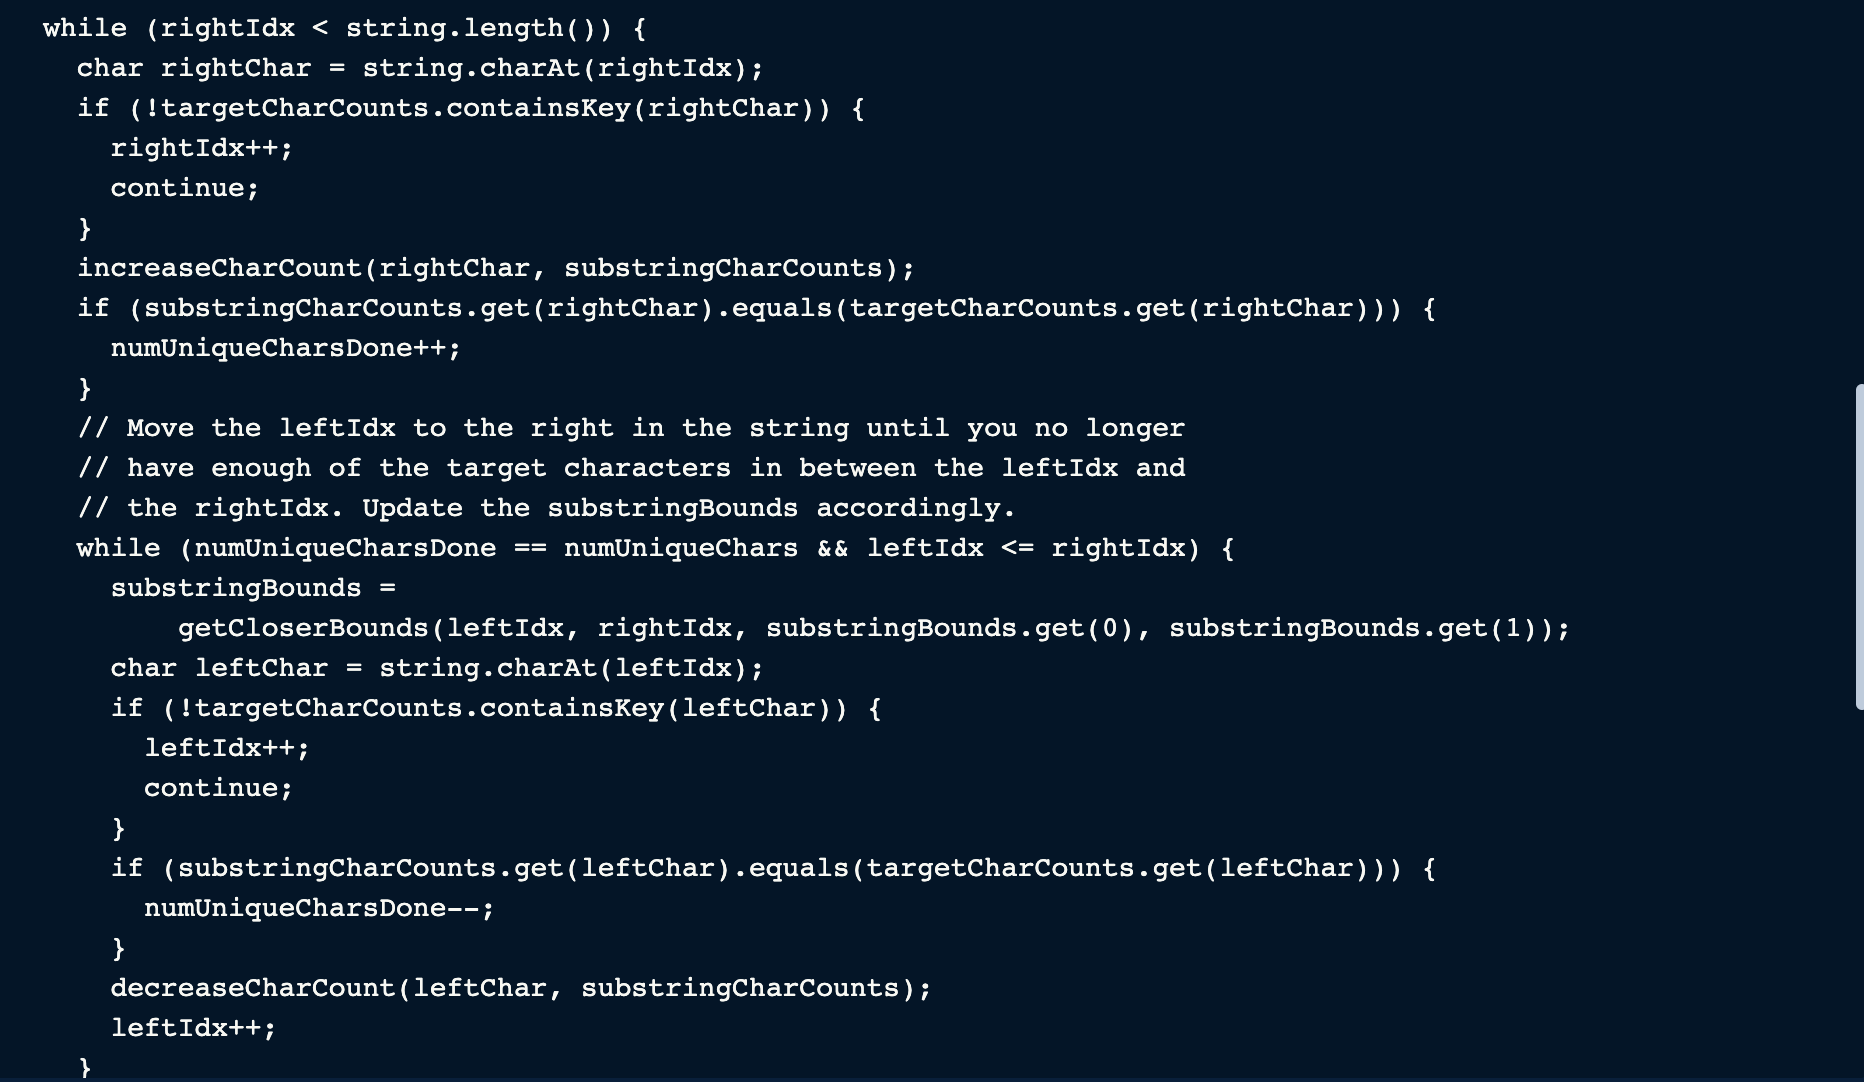 while (rightIdx < string.length()) {
  char rightChar = string.charAt(rightIdx);
  if (!targetCharCounts.containsKey(rightChar)) {
    rightIdx++;
    continue;
  }
  increaseCharCount(rightChar, substringCharCounts);
  if (substringCharCounts.get(rightChar).equals(targetCharCounts.get(rightChar))) {
    numUniqueCharsDone++;
  }
  // Move the leftIdx to the right in the string until you no longer
  // have enough of the target characters in between the leftIdx and
  // the rightIdx. Update the substringBounds accordingly.
  while (numUniqueCharsDone == numUniqueChars && leftIdx <= rightIdx) {
    substringBounds =
        getCloserBounds(leftIdx, rightIdx, substringBounds.get(0), substringBounds.get(1));
    char leftChar = string.charAt(leftIdx);
    if (!targetCharCounts.containsKey(leftChar)) {
      leftIdx++;
      continue;
    }
    if (substringCharCounts.get(leftChar).equals(targetCharCounts.get(leftChar))) {
      numUniqueCharsDone--;
    }
    decreaseCharCount(leftChar, substringCharCounts);
    leftIdx++;
  }